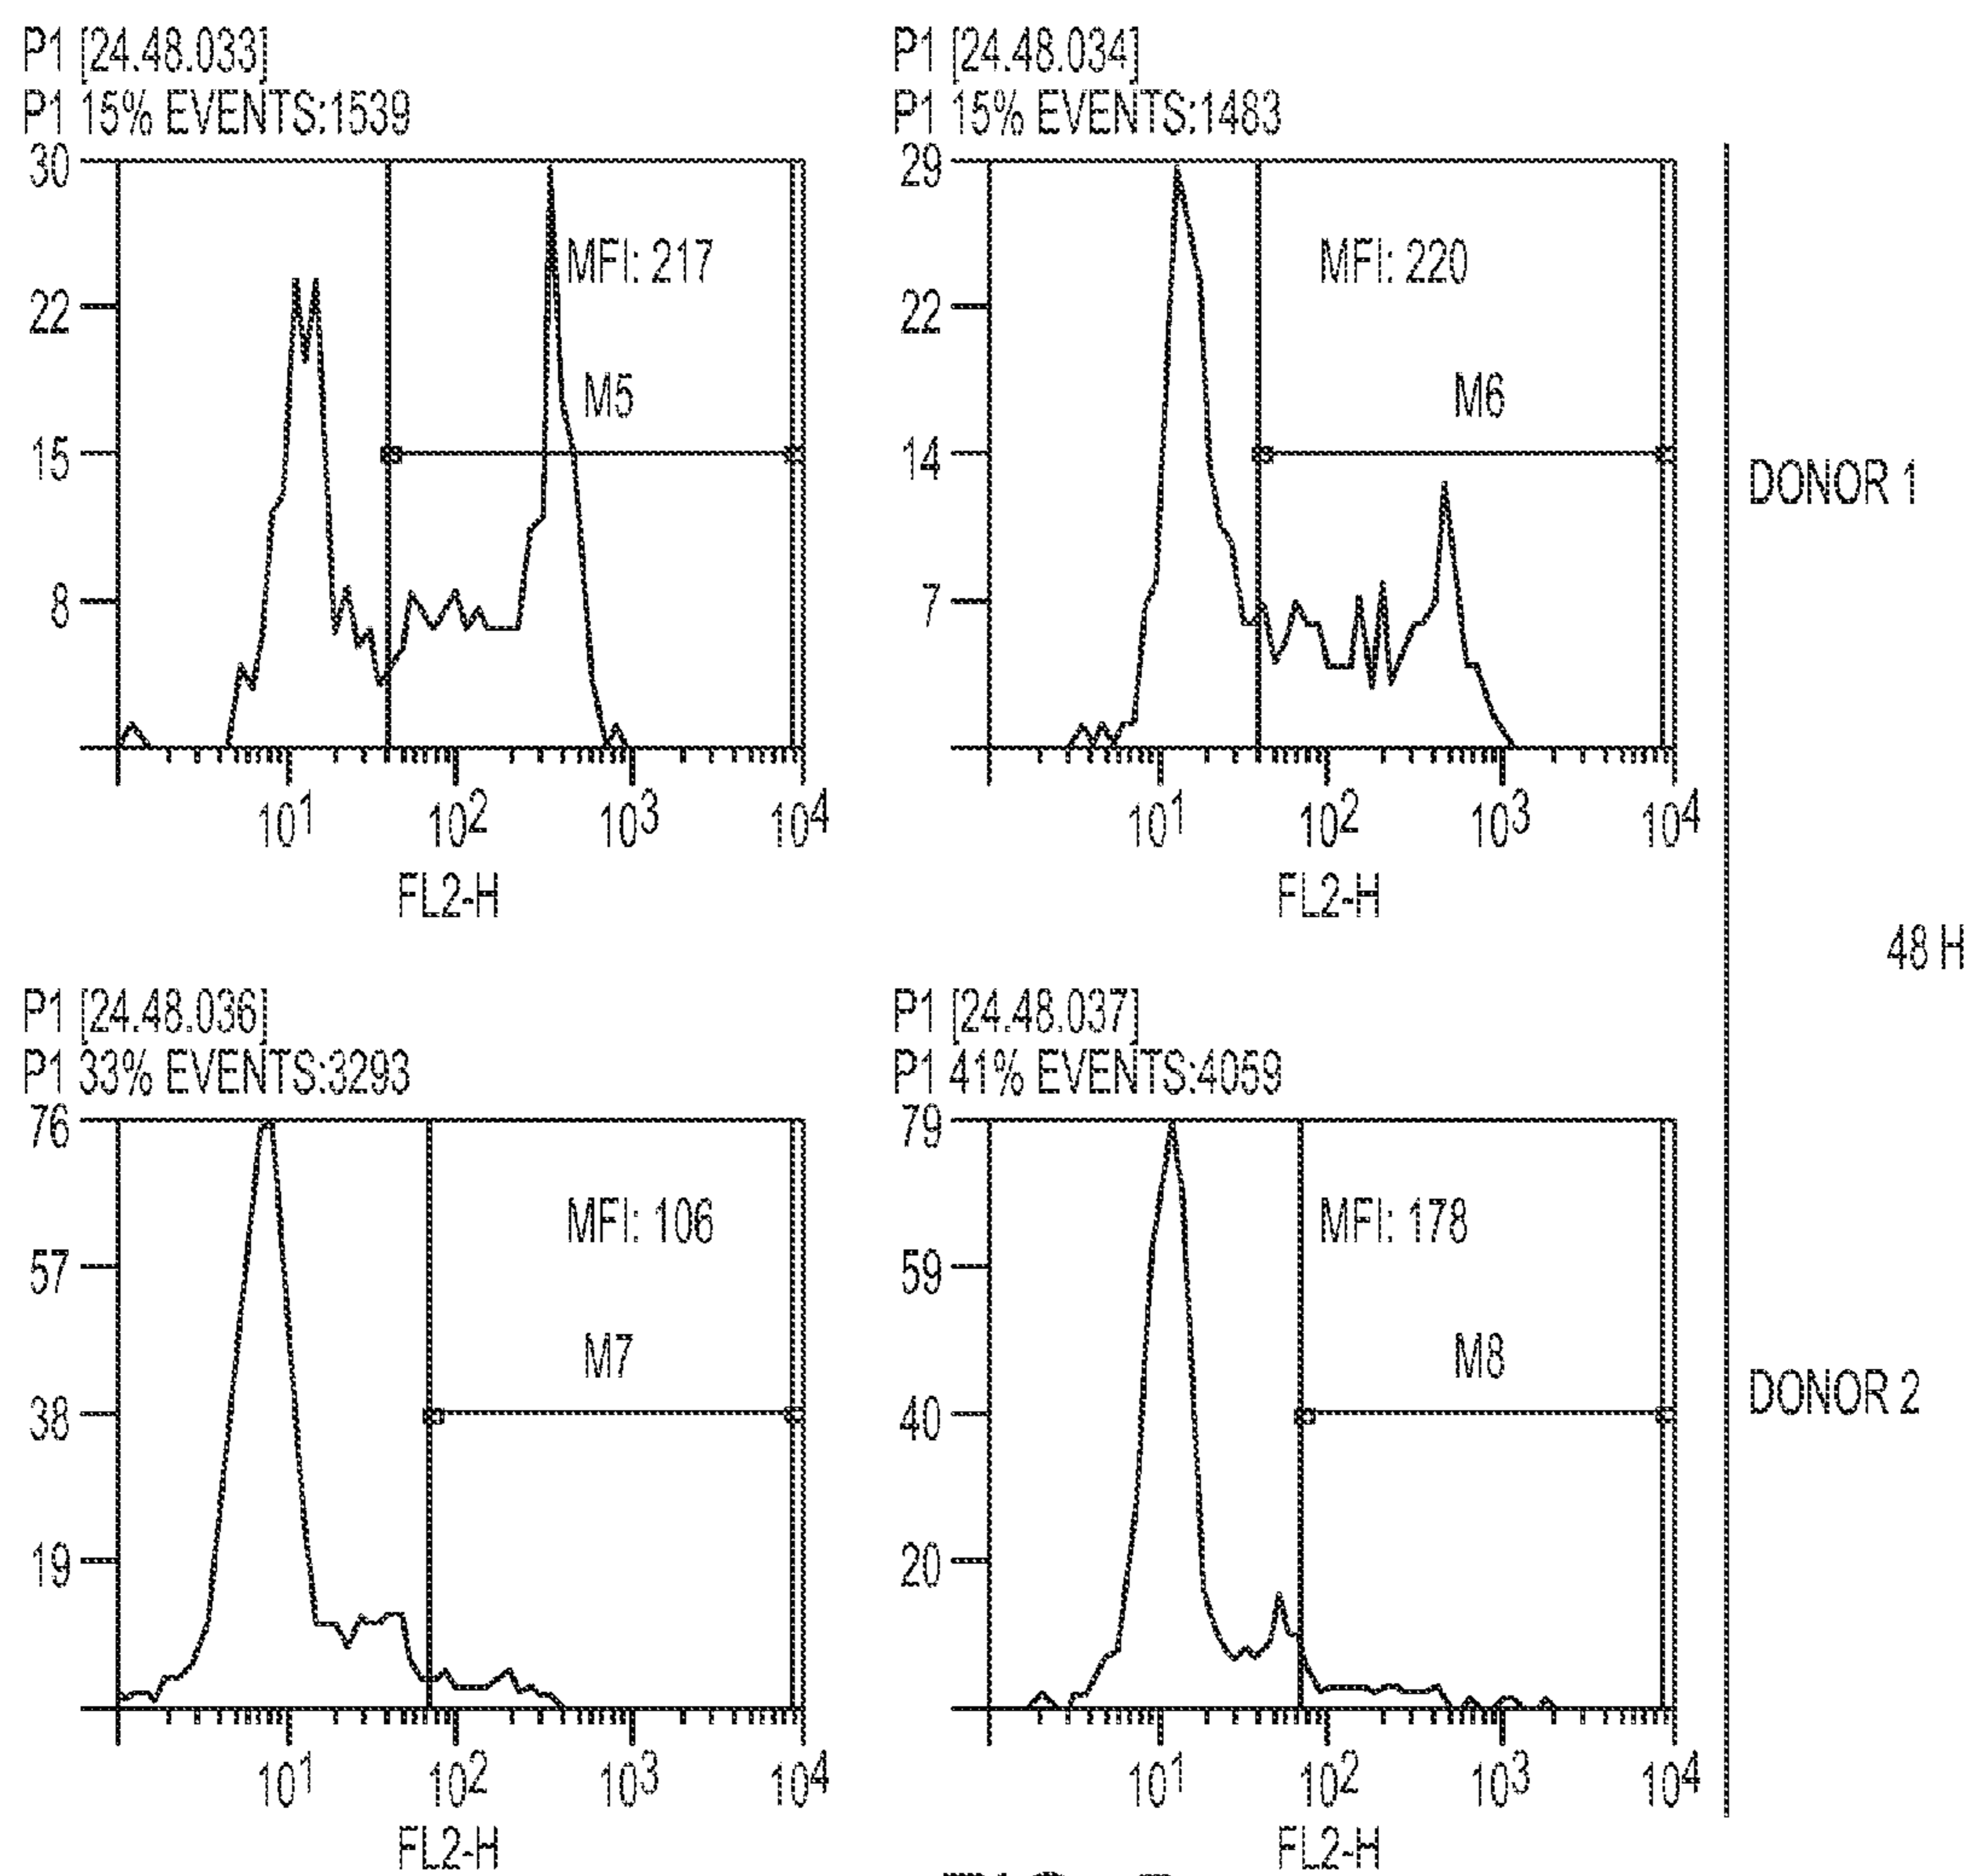 P1 [24.48.033]
P1 15% EVENTS:1539
30
22
15
8
MFI: 217
M5
10¹ 10² 10³ 10⁴
FL2-H
P1 [24.48.034]
P1 15% EVENTS:1483
29
22
14
7
MFI: 220
M6
10¹ 10² 10³ 10⁴
FL2-H
DONOR 1
48 H
P1 [24.48.036]
P1 33% EVENTS:3293
76
57
38
19
MFI: 106
M7
10¹ 10² 10³ 10⁴
FL2-H
P1 [24.48.037]
P1 41% EVENTS:4059
79
59
40
20
MFI: 178
M8
10¹ 10² 10³ 10⁴
FL2-H
DONOR 2